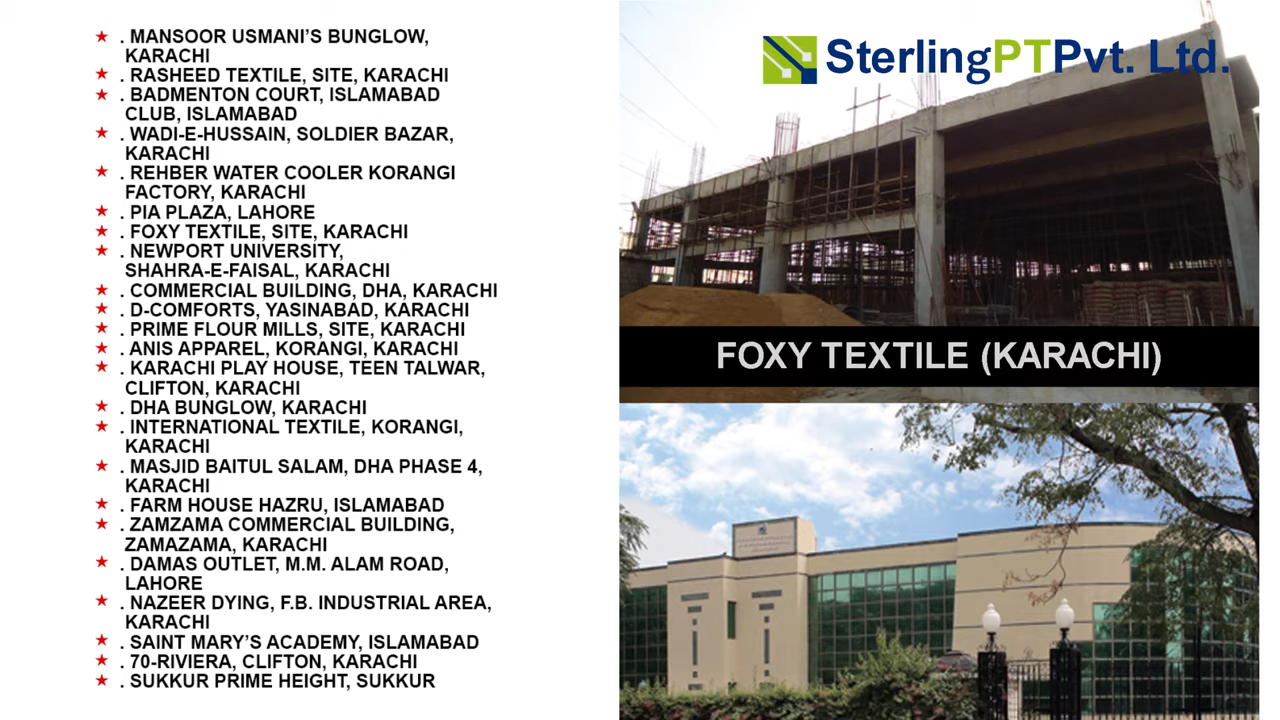 . MANSOOR USMANI’S BUNGLOW,
KARACHI
. RASHEED TEXTILE, SITE, KARACHI
. BADMENTON COURT, ISLAMABAD
CLUB, ISLAMABAD
. WADI-E-HUSSAIN, SOLDIER BAZAR,
KARACHI
. REHBER WATER COOLER KORANGI
FACTORY, KARACHI
. PIA PLAZA, LAHORE
. FOXY TEXTILE, SITE, KARACHI
. NEWPORT UNIVERSITY,
SHAHRA-E-FAISAL, KARACHI
. COMMERCIAL BUILDING, DHA, KARACHI
. D-COMFORTS, YASINABAD, KARACHI
. PRIME FLOUR MILLS, SITE, KARACHI
. ANIS APPAREL, KORANGI, KARACHI
. KARACHI PLAY HOUSE, TEEN TALWAR,
CLIFTON, KARACHI
. DHA BUNGLOW, KARACHI
. INTERNATIONAL TEXTILE, KORANGI,
KARACHI
. MASJID BAITUL SALAM, DHA PHASE 4,
KARACHI
. FARM HOUSE HAZRU, ISLAMABAD
. ZAMZAMA COMMERCIAL BUILDING,
ZAMAZAMA, KARACHI
. DAMAS OUTLET, M.M. ALAM ROAD,
LAHORE
. NAZEER DYING, F.B. INDUSTRIAL AREA,
KARACHI
. SAINT MARY’S ACADEMY, ISLAMABAD
. 70-RIVIERA, CLIFTON, KARACHI
. SUKKUR PRIME HEIGHT, SUKKUR
SterlingPTPvt. Ltd.
FOXY TEXTILE (KARACHI)